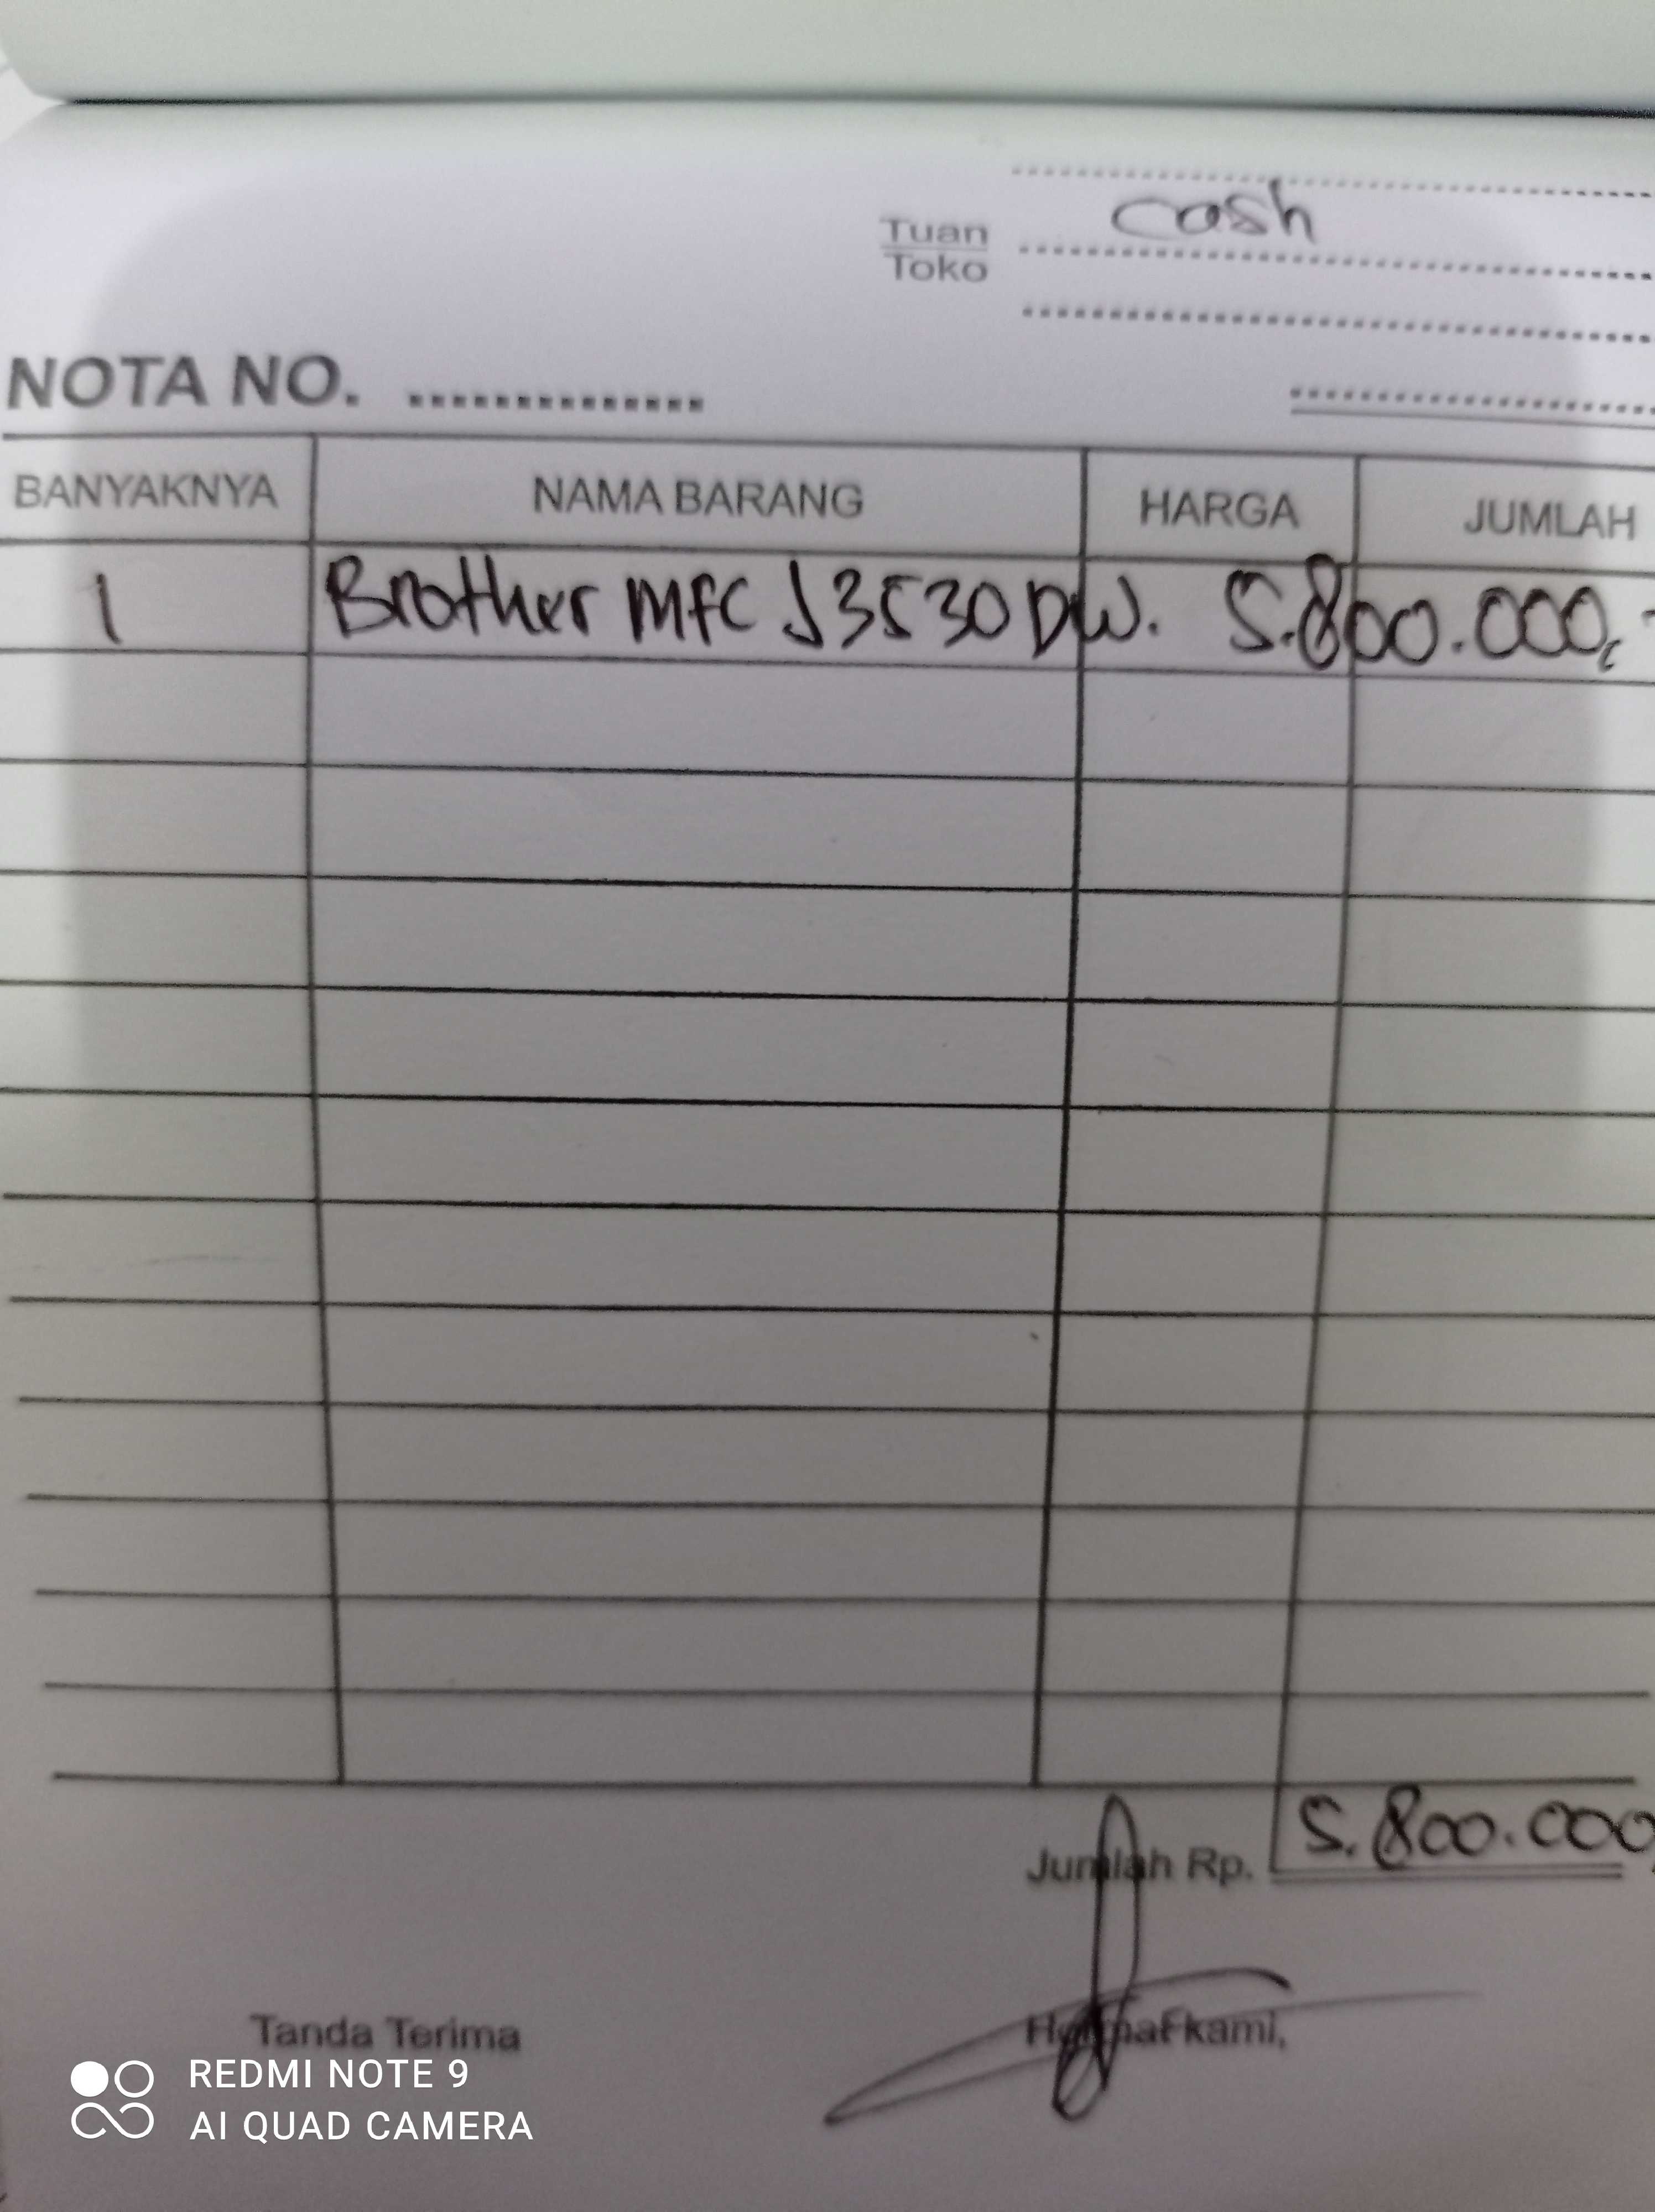 cash
Tuan
Toko
NOTA NO. ..............
BANYAKNYA NAMA BARANG HARGA JUMLAH
1 Brother MFC J3530DW. 5.800.000,-
Jumlah Rp. 5.800.000,
Tanda Terima Hormat kami,
REDMI NOTE 9
AI QUAD CAMERA